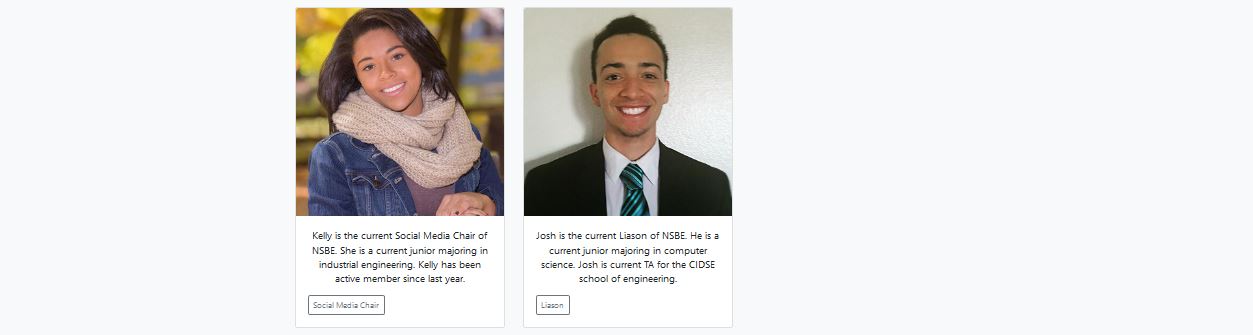 Kelly is the current Social Media Chair of
NSBE. She is a current junior majoring in
industrial engineering. Kelly has been
active member since last year.
Social Media Chair
Josh is the current Liason of NSBE. He is a
current junior majoring in computer
science. Josh is current TA for the CIDSE
school of engineering.
Liason